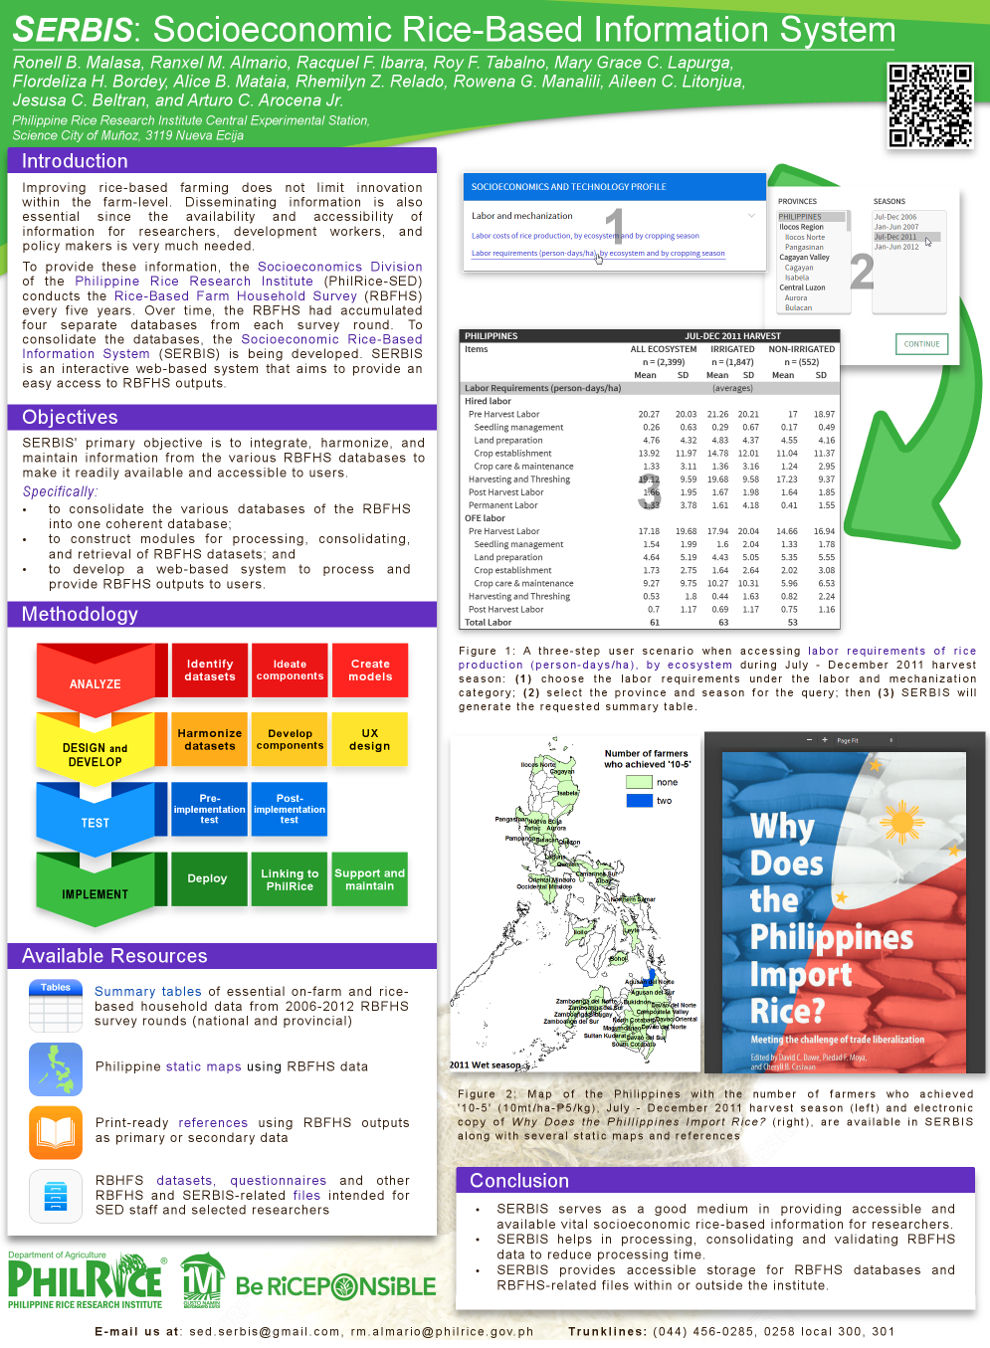 SERBIS: Socioeconomic Rice-Based Information System
Ronell B. Malasa, Ranxel M. Almario, Racquel F. Ibarra, Roy F. Tabalno, Mary Grace C. Lapurga,
Flordeliza H. Bordey, Alice B. Mataia, Rhemilyn Z. Relado, Rowena G. Manalili, Aileen C. Litonjua,
Jesusa C. Beltran, and Arturo C. Arocena Jr.
Philippine Rice Research Institute Central Experimental Station,
Science City of Muñoz, 3119 Nueva Ecija
Introduction
Improving rice-based farming does not limit innovation
within the farm-level. Disseminating information is also
essential since the availability and accessibility of
information for researchers, development workers, and
policy makers is very much needed.
To provide these information, the Socioeconomics Division
of the Philippine Rice Research Institute (PhilRice-SED)
conducts the Rice-Based Farm Household Survey (RBFHS)
every five years. Over time, the RBFHS had accumulated
four separate databases from each survey round. To
consolidate the databases, the Socioeconomic Rice-Based
Information System (SERBIS) is being developed. SERBIS
is an interactive web-based system that aims to provide an
easy access to RBFHS outputs.
Objectives
SERBIS' primary objective is to integrate, harmonize, and
maintain information from the various RBFHS databases to
make it readily available and accessible to users.
Specifically:
• to consolidate the various databases of the RBFHS
into one coherent database;
• to construct modules for processing, consolidating,
and retrieval of RBFHS datasets; and
• to develop a web-based system to process and
provide RBFHS outputs to users.
Methodology
ANALYZE
Identify datasets
Ideate components
Create models
DESIGN and DEVELOP
Harmonize datasets
Develop components
UX design
TEST
Pre-implementation test
Post-implementation test
IMPLEMENT
Deploy
Linking to PhilRice
Support and maintain
Available Resources
Tables
Summary tables of essential on-farm and rice-
based household data from 2006-2012 RBFHS
survey rounds (national and provincial)
Philippine static maps using RBFHS data
Print-ready references using RBFHS outputs
as primary or secondary data
RBHFS datasets, questionnaires and other
RBFHS and SERBIS-related files intended for
SED staff and selected researchers
SOCIOECONOMICS AND TECHNOLOGY PROFILE
Labor and mechanization
1
Labor costs of rice production, by ecosystem and by cropping season
Labor requirements (person-days/ha), by ecosystem and by cropping season
PROVINCES SEASONS
PHILIPPINES Jul-Dec 2006
Ilocos Region Jan-Jun 2007
Ilocos Norte Jul-Dec 2011
Pangasinan Jan-Jun 2012
Cagayan Valley
Cagayan
Isabela
Central Luzon
Aurora
Bulacan
2
CONTINUE
PHILIPPINES JUL-DEC 2011 HARVEST
Items ALL ECOSYSTEM IRRIGATED NON-IRRIGATED
n = (2,399) n = (1,847) n = (552)
Mean SD Mean SD Mean SD
Labor Requirements (person-days/ha) (averages)
Hired labor
Pre Harvest Labor 20.27 20.03 21.26 20.21 17 18.97
Seedling management 0.26 0.63 0.29 0.67 0.17 0.49
Land preparation 4.76 4.32 4.83 4.37 4.55 4.16
Crop establishment 13.92 11.97 14.78 12.01 11.04 11.37
Crop care & maintenance 1.33 3.11 1.36 3.16 1.24 2.95
Harvesting and Threshing 19.12 9.59 19.68 9.58 17.23 9.37
Post Harvest Labor 1.66 1.95 1.67 1.98 1.64 1.85
Permanent Labor 1.33 3.78 1.61 4.18 0.41 1.55
3
OFE labor
Pre Harvest Labor 17.18 19.68 17.94 20.04 14.66 16.94
Seedling management 1.54 1.99 1.6 2.04 1.33 1.78
Land preparation 4.64 5.19 4.43 5.05 5.35 5.55
Crop establishment 1.73 2.75 1.64 2.64 2.02 3.08
Crop care & maintenance 9.27 9.75 10.27 10.31 5.96 6.53
Harvesting and Threshing 0.53 1.8 0.44 1.63 0.82 2.24
Post Harvest Labor 0.7 1.17 0.69 1.17 0.75 1.16
Total Labor 61 63 53
Figure 1: A three-step user scenario when accessing labor requirements of rice
production (person-days/ha), by ecosystem during July - December 2011 harvest
season: (1) choose the labor requirements under the labor and mechanization
category; (2) select the province and season for the query; then (3) SERBIS will
generate the requested summary table.
Number of farmers
who achieved '10-5'
none
two
Ilocos Norte
Cagayan
Isabela
Pangasinan
Nueva Ecija
Tarlac Aurora
Pampanga Bulacan Quezon
Laguna
Camarines Sur
Albay
Oriental Mindoro
Occidental Mindoro
Northern Samar
Iloilo
Leyte
Bohol
Agusan del Norte
Agusan del Sur
Zamboanga del Norte Bukidnon
Zamboanga del Sur
2011 Wet season
Page Fit
Why
Does
the
Philippines
Import
Rice?
Meeting the challenge of trade liberalization
Edited by David C. Dawe, Piedad F. Moya,
and Cheryll B. Casiwan
Figure 2: Map of the Philippines with the number of farmers who achieved
'10-5' (10mt/ha-₱5/kg), July - December 2011 harvest season (left) and electronic
copy of Why Does the Phillippines Import Rice? (right), are available in SERBIS
along with several static maps and references
Conclusion
• SERBIS serves as a good medium in providing accessible and
available vital socioeconomic rice-based information for researchers.
• SERBIS helps in processing, consolidating and validating RBFHS
data to reduce processing time.
• SERBIS provides accessible storage for RBFHS databases and
RBFHS-related files within or outside the institute.
Department of Agriculture
PHILRICE®
PHILIPPINE RICE RESEARCH INSTITUTE
Be RiCEPONSIBLE
E-mail us at: sed.serbis@gmail.com, rm.almario@philrice.gov.ph Trunklines: (044) 456-0285, 0258 local 300, 301